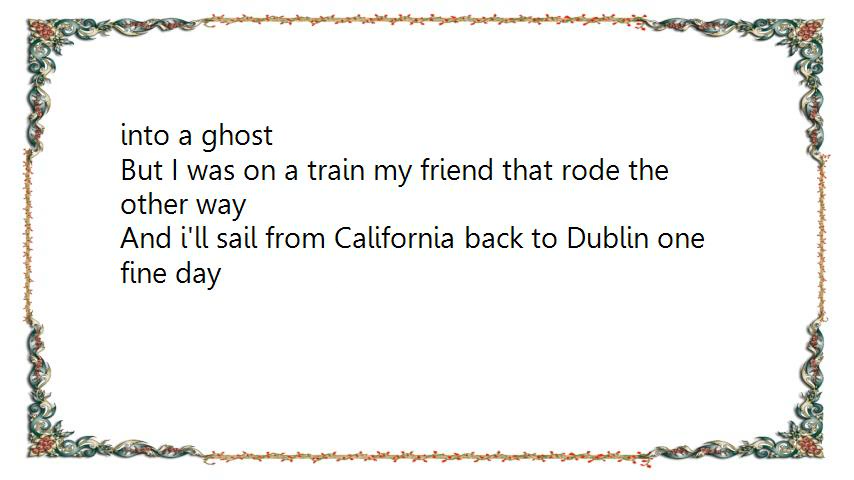 into a ghost
But I was on a train my friend that rode the
other way
And i'll sail from California back to Dublin one
fine day